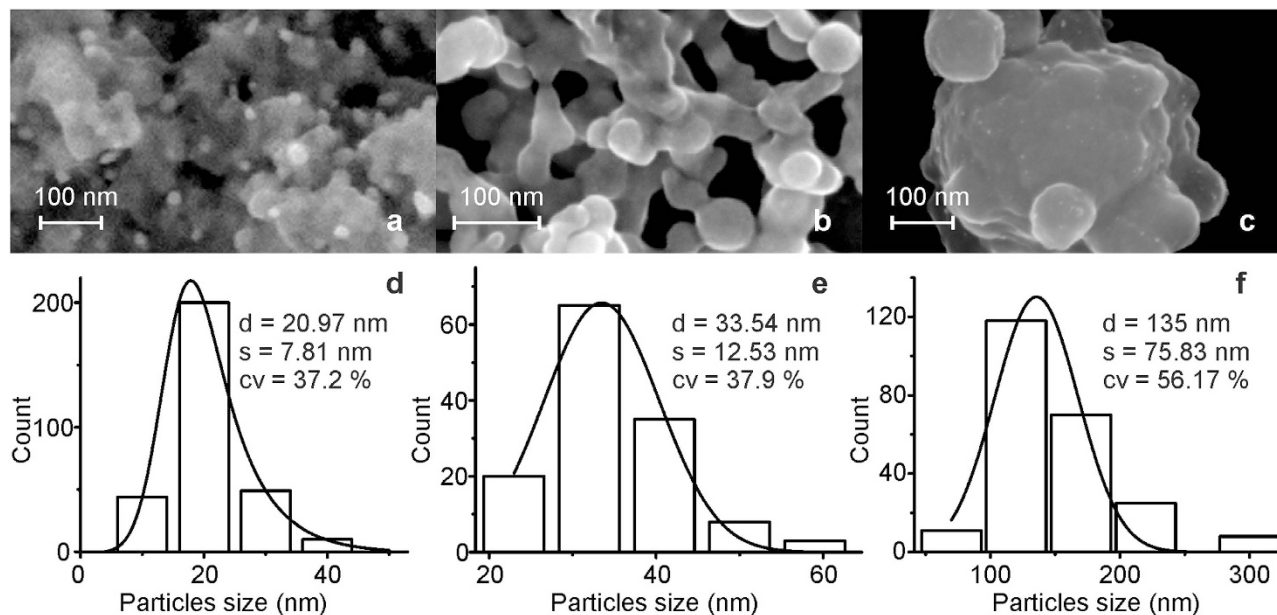 100 nm
a
100 nm
b
100 nm
c
d
d = 20.97 nm
s = 7.81 nm
cv = 37.2 %
Count
200
100
0
0
20
40
Particles size (nm)
e
d = 33.54 nm
s = 12.53 nm
cv = 37.9 %
Count
60
40
20
0
20
40
60
Particles size (nm)
f
d = 135 nm
s = 75.83 nm
cv = 56.17 %
Count
120
80
40
0
100
200
300
Particles size (nm)